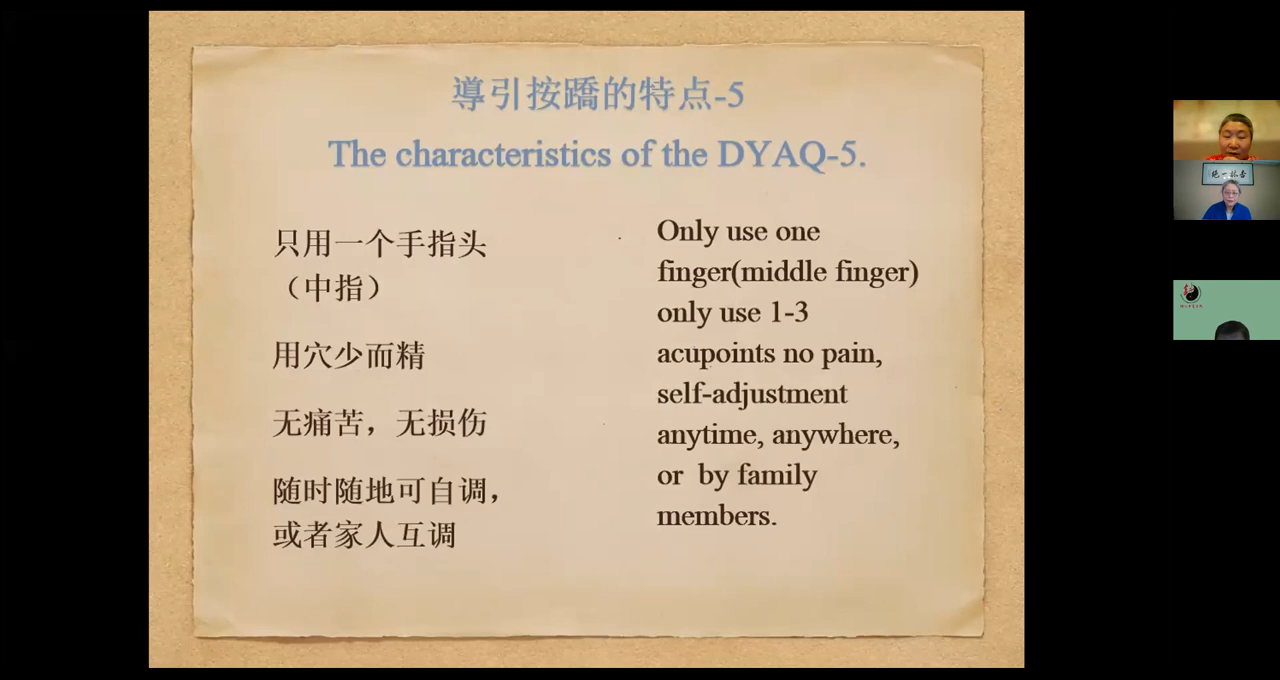 導引按蹻的特点-5
The characteristics of the DYAQ-5.
只用一个手指头
（中指）
用穴少而精
无痛苦，无损伤
随时随地可自调，
或者家人互调
Only use one
finger(middle finger)
only use 1-3
acupoints no pain,
self-adjustment
anytime, anywhere,
or by family
members.